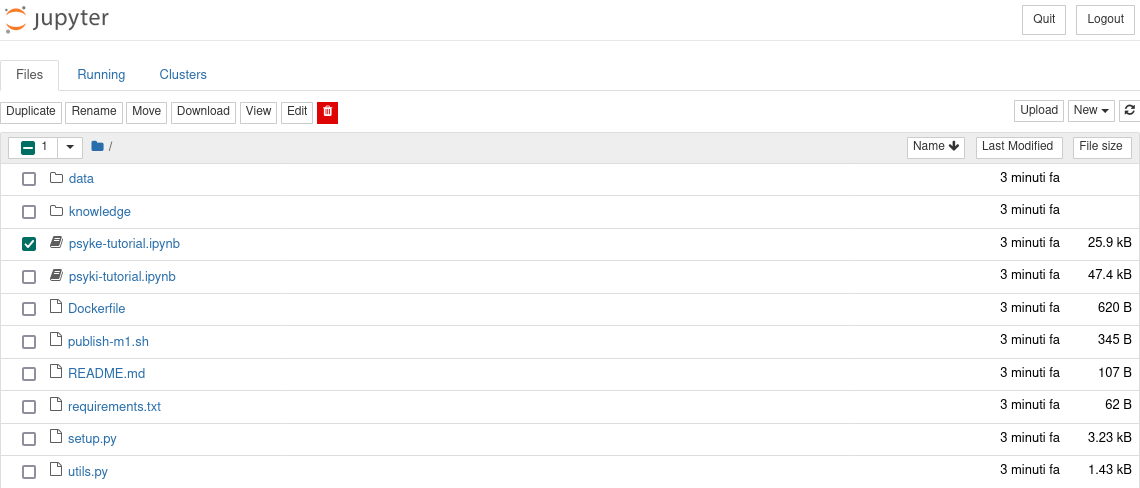 jupyter
Quit Logout
Files Running Clusters
Duplicate Rename Move Download View Edit Upload New
1 / Name Last Modified File size
data 3 minuti fa
knowledge 3 minuti fa
psyke-tutorial.ipynb 3 minuti fa 25.9 kB
psyki-tutorial.ipynb 3 minuti fa 47.4 kB
Dockerfile 3 minuti fa 620 B
publish-m1.sh 3 minuti fa 345 B
README.md 3 minuti fa 107 B
requirements.txt 3 minuti fa 62 B
setup.py 3 minuti fa 3.23 kB
utils.py 3 minuti fa 1.43 kB